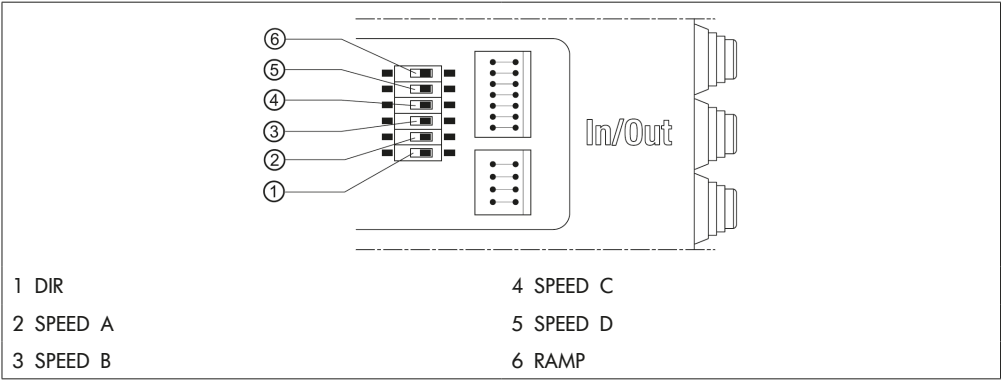 6
5
4
3
2
1
In/Out
1 DIR
2 SPEED A
3 SPEED B
4 SPEED C
5 SPEED D
6 RAMP